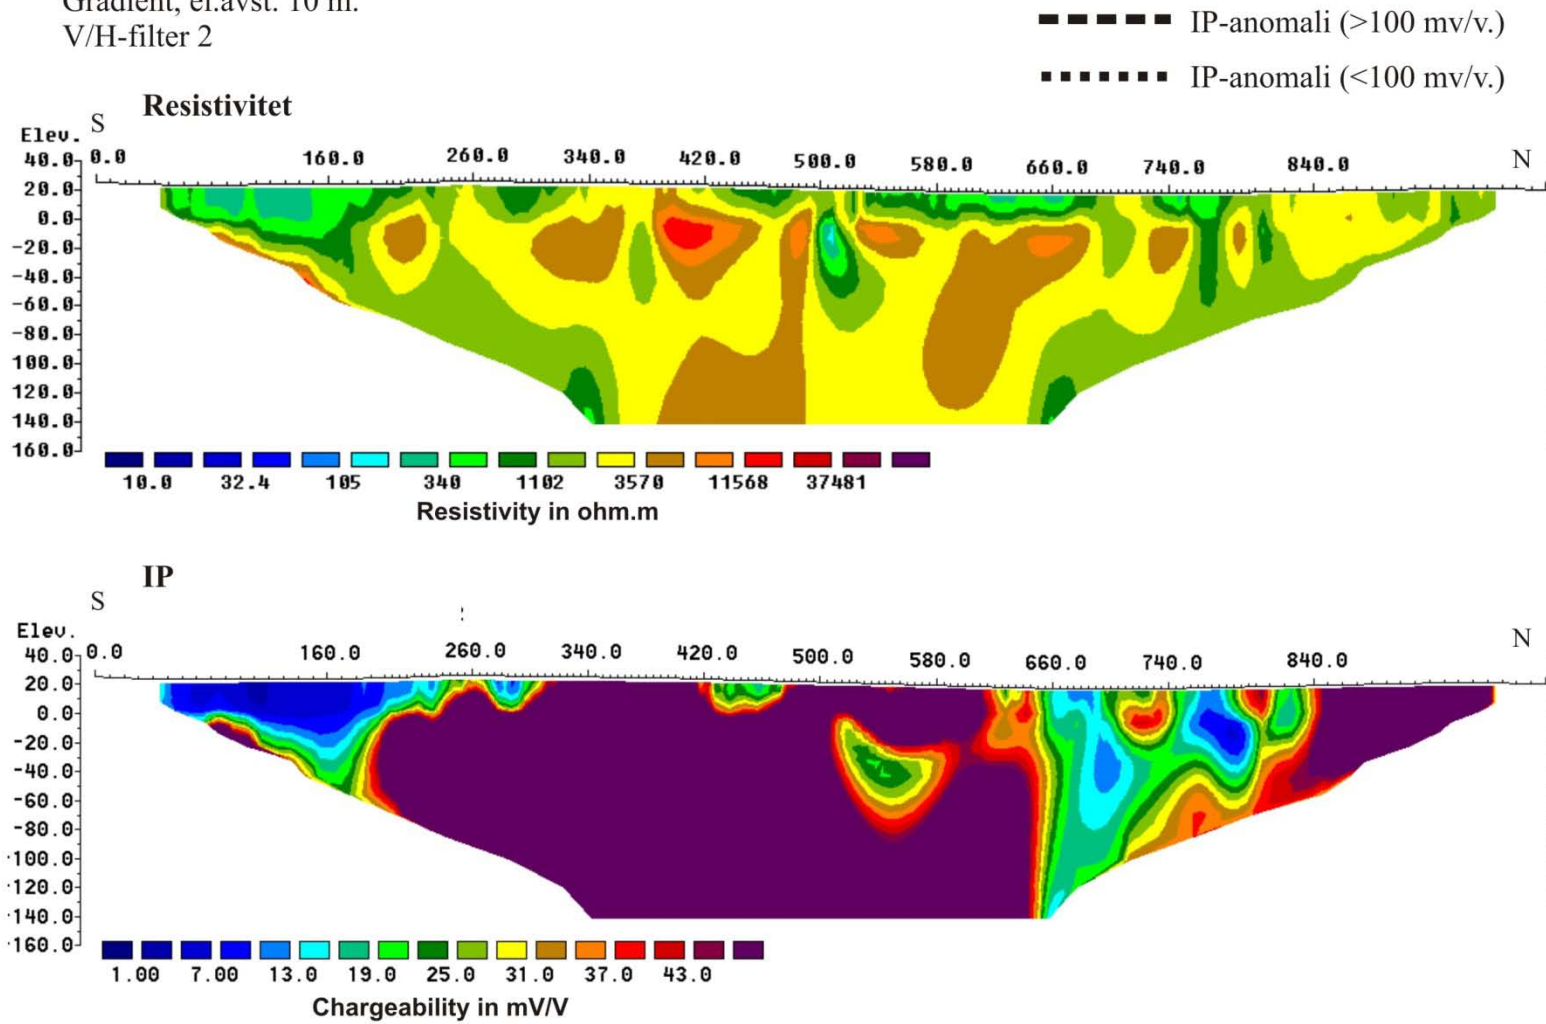 Gradient, el.avst. 10 m.
V/H-filter 2
IP-anomali (>100 mv/v.)
IP-anomali (<100 mv/v.)
Resistivitet
S
Elev.
0.0 160.0 260.0 340.0 420.0 500.0 580.0 660.0 740.0 840.0
N
40.0
20.0
0.0
-20.0
-40.0
-60.0
-80.0
100.0
120.0
140.0
160.0
10.0 32.4 105 340 1102 3570 11568 37481
Resistivity in ohm.m
IP
S
Elev.
0.0 160.0 260.0 340.0 420.0 500.0 580.0 660.0 740.0 840.0
N
40.0
20.0
0.0
-20.0
-40.0
-60.0
-80.0
100.0
120.0
140.0
160.0
1.00 7.00 13.0 19.0 25.0 31.0 37.0 43.0
Chargeability in mV/V